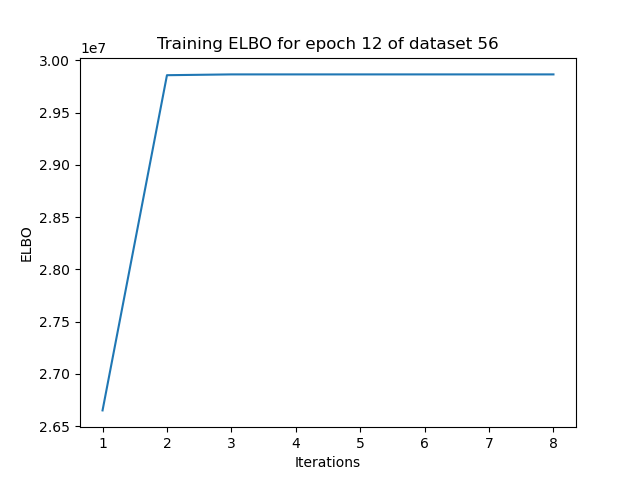 Training ELBO for epoch 12 of dataset 56
1e7
3.00
2.95
2.90
2.85
2.80
2.75
2.70
2.65
ELBO
1 2 3 4 5 6 7 8
Iterations